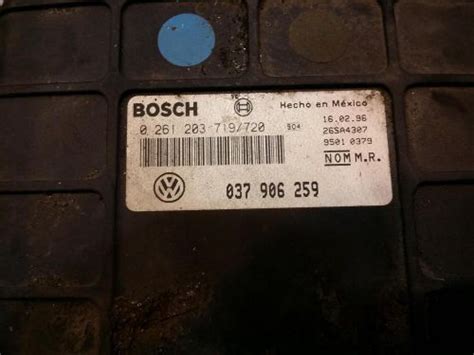 BOSCH
Hecho en México
0 261 203 719/720 904
16.02.96
26SA4307
9501 0379
NOM M.R.
037 906 259